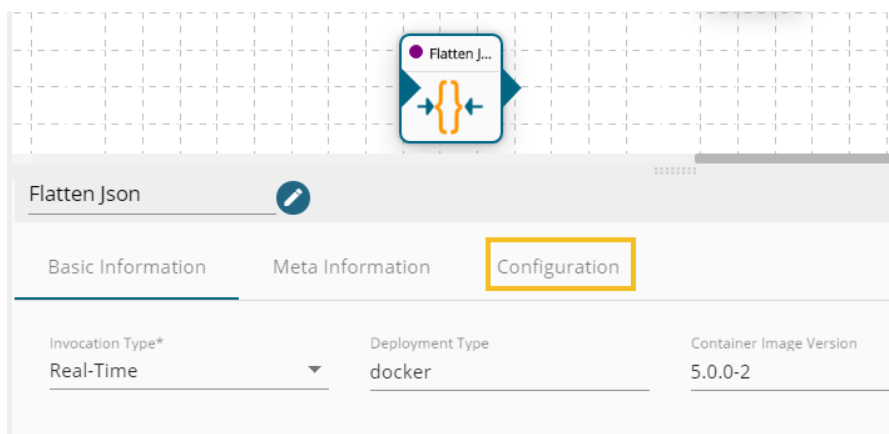 Flatten J...
Flatten Json
Basic Information Meta Information Configuration
Invocation Type* Deployment Type Container Image Version
Real-Time docker 5.0.0-2